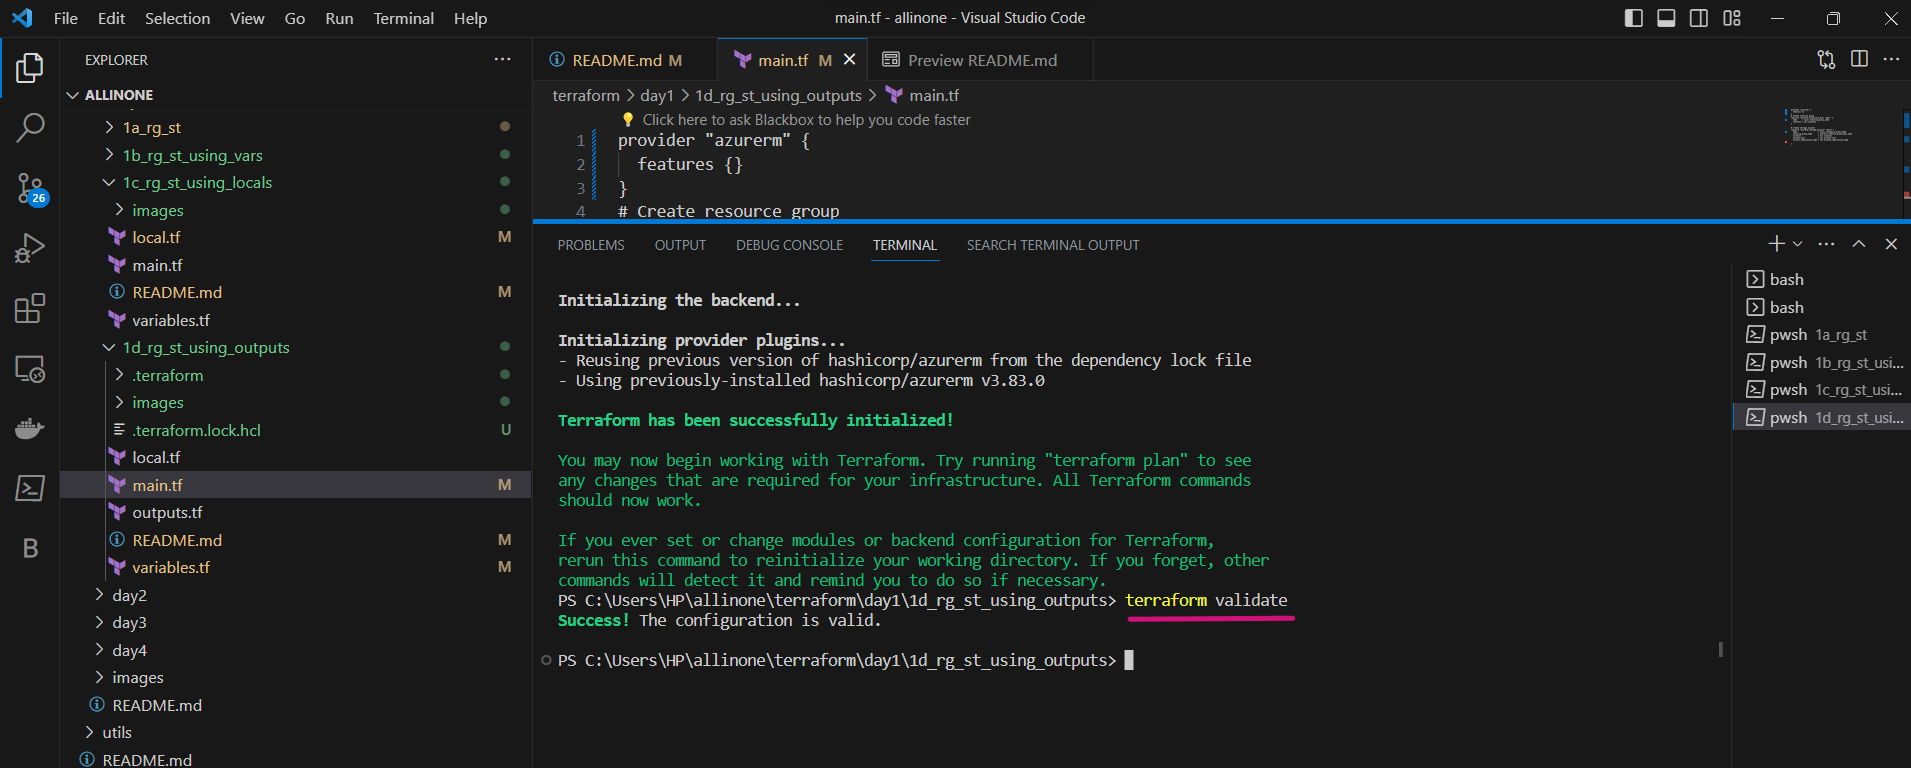 File Edit Selection View Go Run Terminal Help
main.tf - allinone - Visual Studio Code
EXPLORER
ALLINONE
1a_rg_st
1b_rg_st_using_vars
1c_rg_st_using_locals
images
local.tf M
main.tf
README.md M
variables.tf
1d_rg_st_using_outputs
.terraform
images
.terraform.lock.hcl U
local.tf
main.tf M
outputs.tf
README.md M
variables.tf M
day2
day3
day4
images
README.md
utils
README.md
26
B
README.md M
main.tf M
Preview README.md
terraform > day1 > 1d_rg_st_using_outputs > main.tf
Click here to ask Blackbox to help you code faster
1 provider "azurerm" {
2 features {}
3 }
4 # Create resource group
PROBLEMS OUTPUT DEBUG CONSOLE TERMINAL SEARCH TERMINAL OUTPUT
Initializing the backend...
Initializing provider plugins...
- Reusing previous version of hashicorp/azurerm from the dependency lock file
- Using previously-installed hashicorp/azurerm v3.83.0
Terraform has been successfully initialized!
You may now begin working with Terraform. Try running "terraform plan" to see
any changes that are required for your infrastructure. All Terraform commands
should now work.
If you ever set or change modules or backend configuration for Terraform,
rerun this command to reinitialize your working directory. If you forget, other
commands will detect it and remind you to do so if necessary.
PS C:\Users\HP\allinone\terraform\day1\1d_rg_st_using_outputs> terraform validate
Success! The configuration is valid.
PS C:\Users\HP\allinone\terraform\day1\1d_rg_st_using_outputs>
bash
bash
pwsh 1a_rg_st
pwsh 1b_rg_st_usi...
pwsh 1c_rg_st_usi...
pwsh 1d_rg_st_usi...